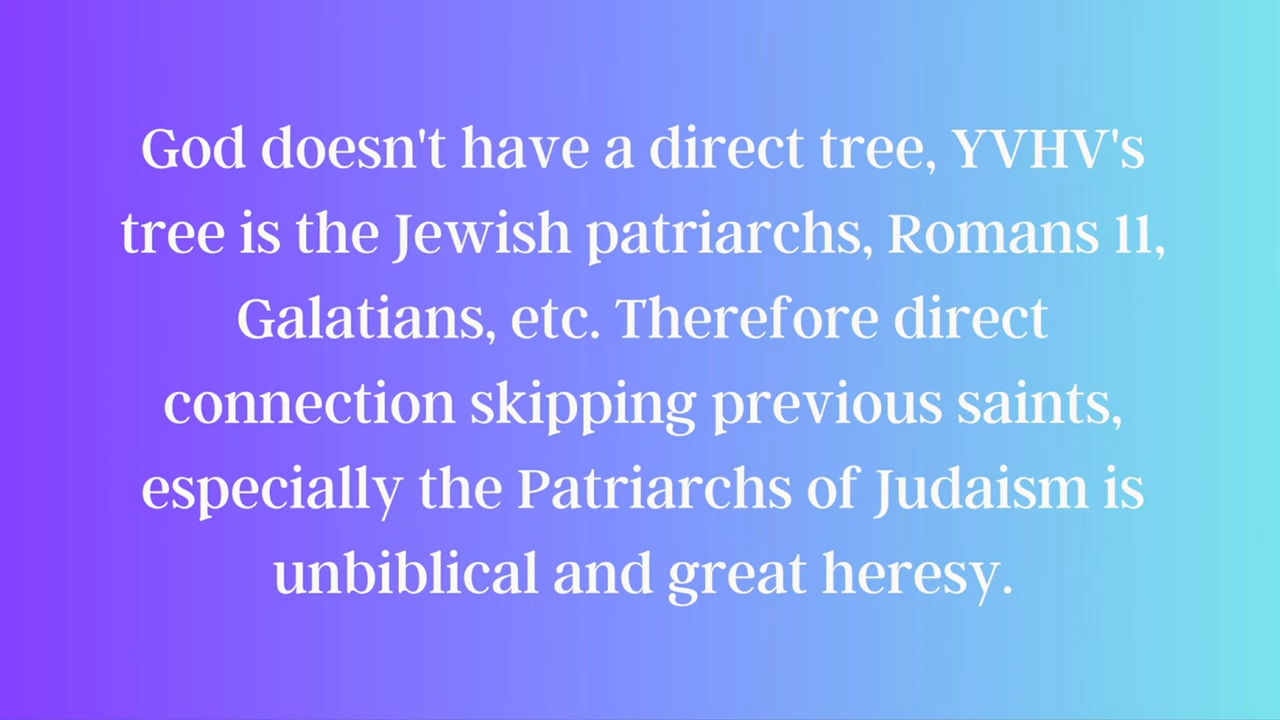 God doesn't have a direct tree, YVHV's
tree is the Jewish patriarchs, Romans 11,
Galatians, etc. Therefore direct
connection skipping previous saints,
especially the Patriarchs of Judaism is
unbiblical and great heresy.